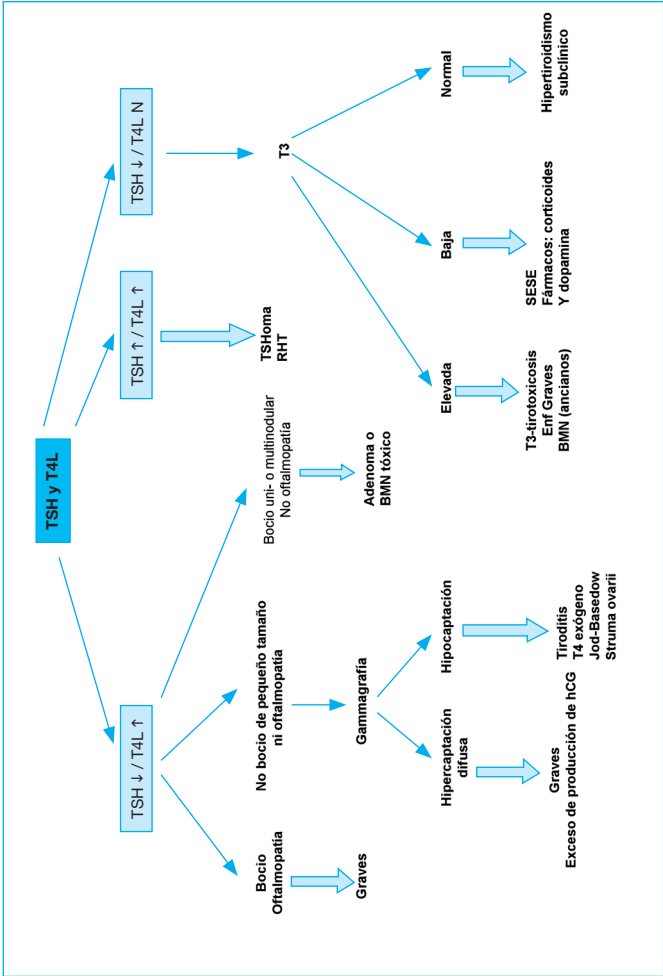 TSH y T4L
TSH ↓ / T4L ↑
TSH ↑ / T4L ↑
TSH ↓ / T4L N
Bocio
Oftalmopatía
Graves
No bocio de pequeño tamaño
ni oftalmopatía
Gammagrafía
Hipercaptación
difusa
Graves
Exceso de producción de hCG
Hipocaptación
Tiroditis
T4 exógeno
Jod-Basedow
Struma ovarii
Bocio uni- o multinodular
No oftalmopatía
Adenoma o
BMN tóxico
TSHoma
RHT
T3
Elevada
T3-tirotoxicosis
Enf Graves
BMN (ancianos)
Baja
SESE
Fármacos: corticoides
Y dopamina
Normal
Hipertiroidismo
subclínico